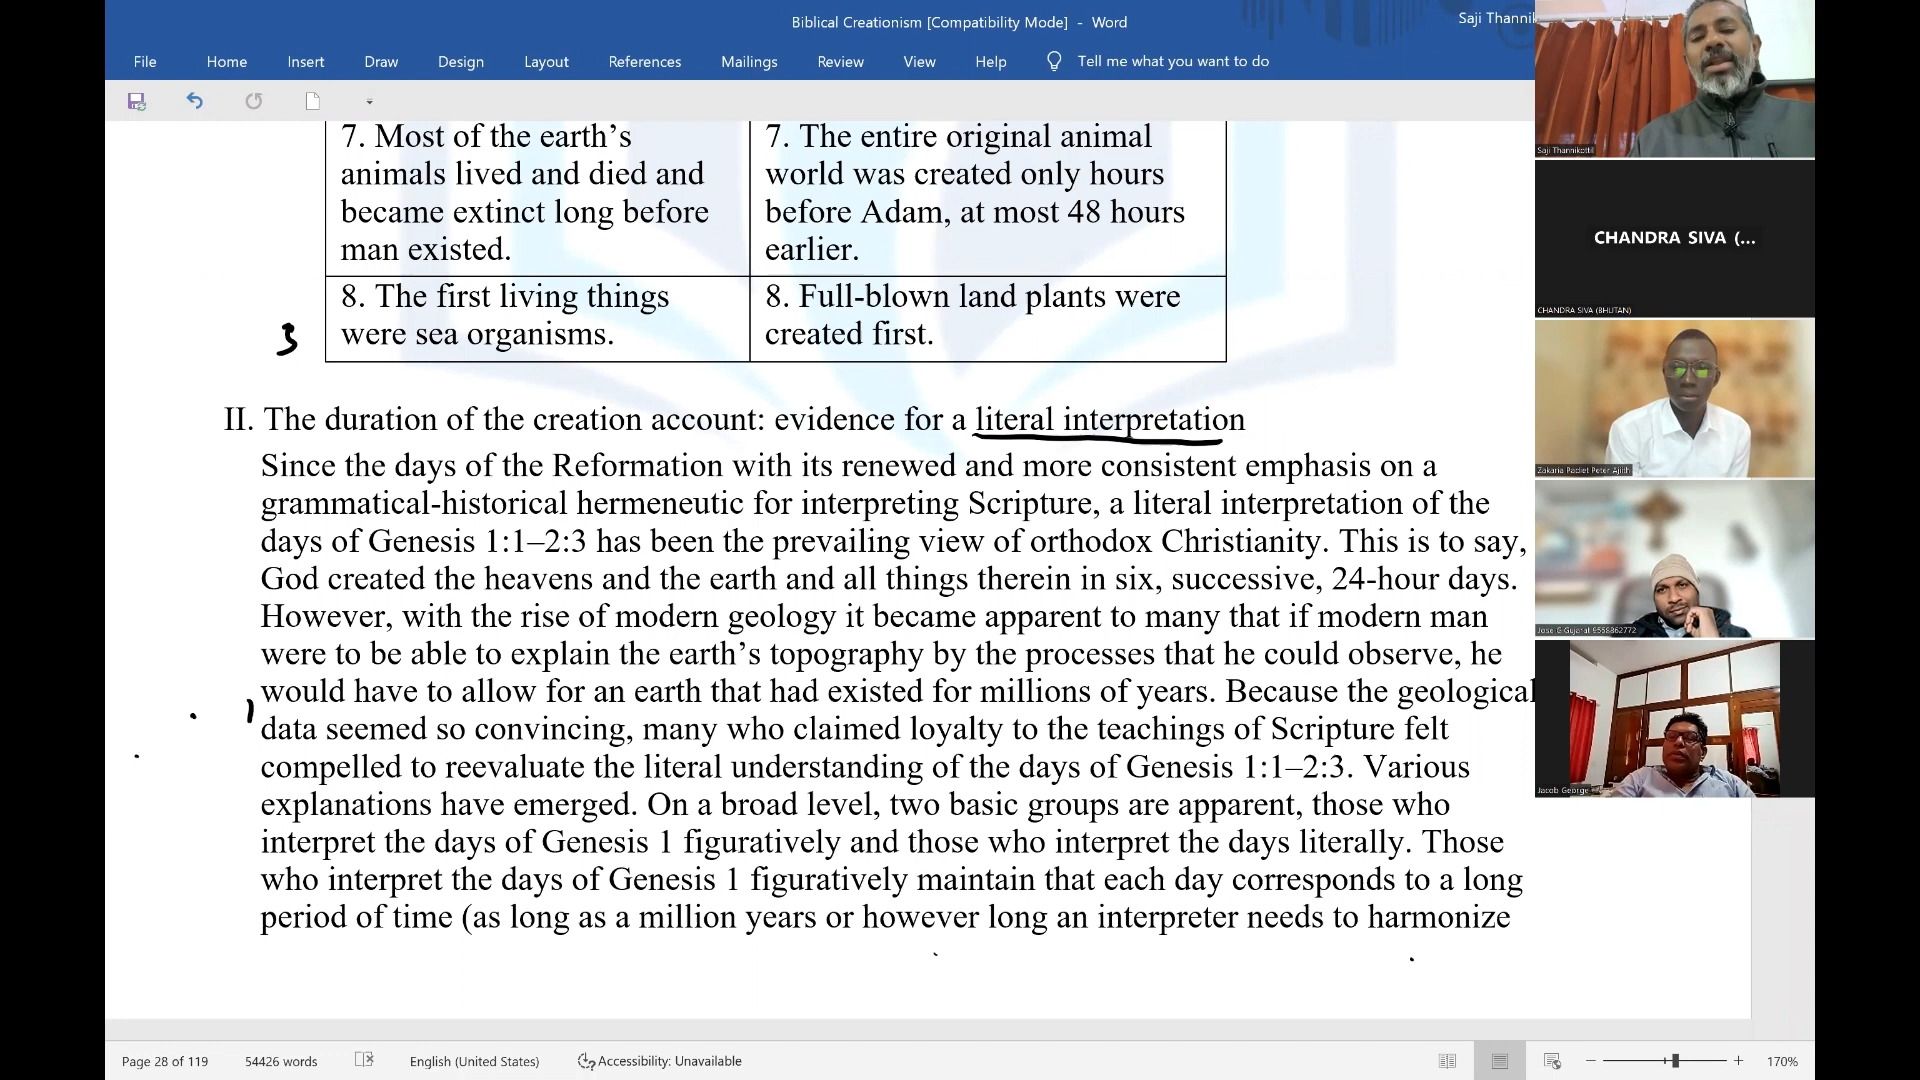 Biblical Creationism [Compatibility Mode] - Word
Saji Thannik
File Home Insert Draw Design Layout References Mailings Review View Help Tell me what you want to do
7. Most of the earth’s
animals lived and died and
became extinct long before
man existed.
7. The entire original animal
world was created only hours
before Adam, at most 48 hours
earlier.
8. The first living things
were sea organisms.
8. Full-blown land plants were
created first.
II. The duration of the creation account: evidence for a literal interpretation
Since the days of the Reformation with its renewed and more consistent emphasis on a
grammatical-historical hermeneutic for interpreting Scripture, a literal interpretation of the
days of Genesis 1:1–2:3 has been the prevailing view of orthodox Christianity. This is to say,
God created the heavens and the earth and all things therein in six, successive, 24-hour days.
However, with the rise of modern geology it became apparent to many that if modern man
were to be able to explain the earth’s topography by the processes that he could observe, he
would have to allow for an earth that had existed for millions of years. Because the geological
data seemed so convincing, many who claimed loyalty to the teachings of Scripture felt
compelled to reevaluate the literal understanding of the days of Genesis 1:1–2:3. Various
explanations have emerged. On a broad level, two basic groups are apparent, those who
interpret the days of Genesis 1 figuratively and those who interpret the days literally. Those
who interpret the days of Genesis 1 figuratively maintain that each day corresponds to a long
period of time (as long as a million years or however long an interpreter needs to harmonize
Page 28 of 119 54426 words English (United States) Accessibility: Unavailable 170%
Saji Thannikottil
CHANDRA SIVA (...
CHANDRA SIVA (BHUTAN)
Zakaria Padiet Peter Ajith
Jose G Gujarat 9558862772
Jacob George